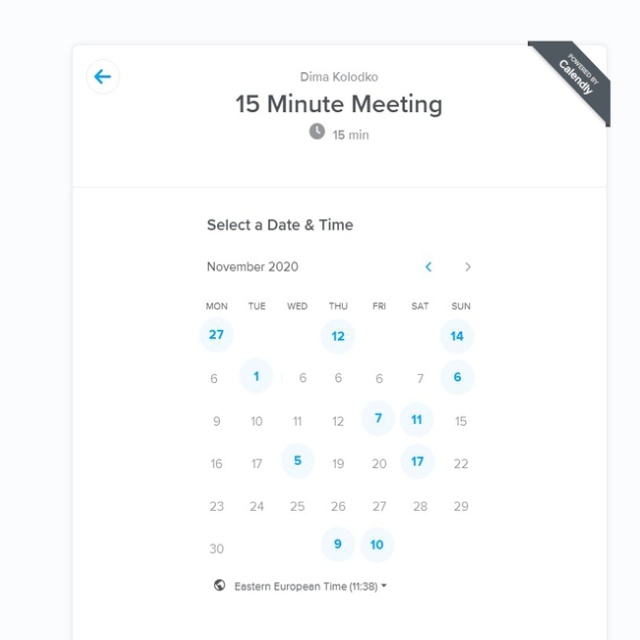 POWERED BY
Calendly
Dima Kolodko
15 Minute Meeting
15 min
Select a Date & Time
November 2020
MON TUE WED THU FRI SAT SUN
27 12 14
6 1 6 6 6 7 6
9 10 11 12 7 11 15
16 17 5 19 20 17 22
23 24 25 26 27 28 29
30 9 10
Eastern European Time (11:38)